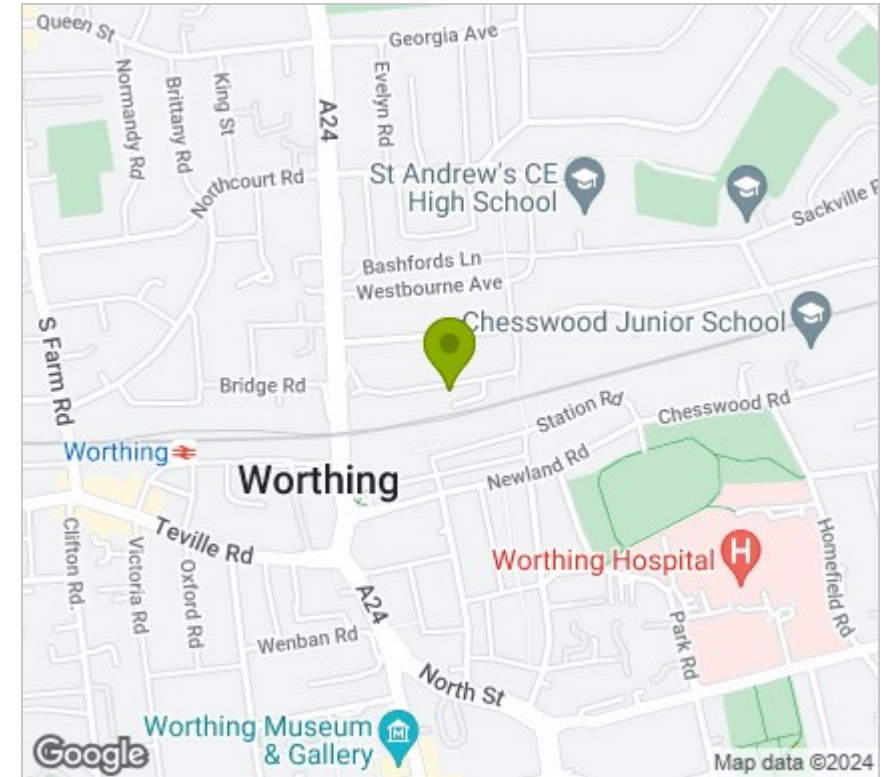 Queen St
Georgia Ave
Normandy Rd
Brittany Rd
King St
A24
Evelyn Rd
Northcourt Rd
St Andrew's CE
High School
Sackville R
Bashfords Ln
Westbourne Ave
Chesswood Junior School
S Farm Rd
Bridge Rd
Station Rd
Chesswood Rd
Worthing
Worthing
Newland Rd
Teville Rd
Clifton Rd.
Victoria Rd
Oxford Rd
Worthing Hospital
H
Homefield Rd
A24
Wenban Rd
Park Rd
North St
Worthing Museum
& Gallery
Google
Map data ©2024